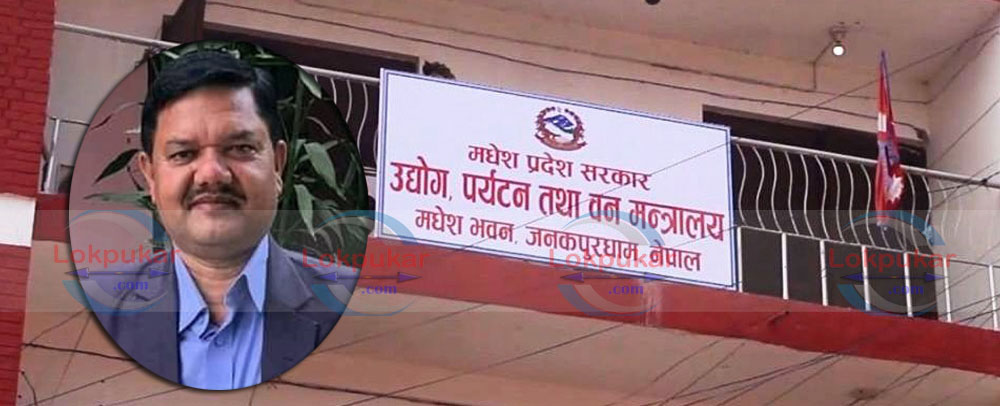 मधेश प्रदेश सरकार
उद्योग, पर्यटन तथा वन मन्त्रालय
मधेश भवन, जनकपुरधाम, नेपाल
Lokpukar Lokpukar Lokpukar Lokpukar
.com .com .com .com